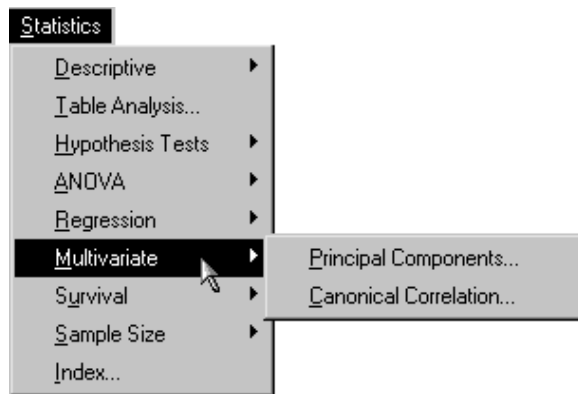 Statistics
Descriptive
Table Analysis...
Hypothesis Tests
ANOVA
Regression
Multivariate
Principal Components...
Survival
Canonical Correlation...
Sample Size
Index...